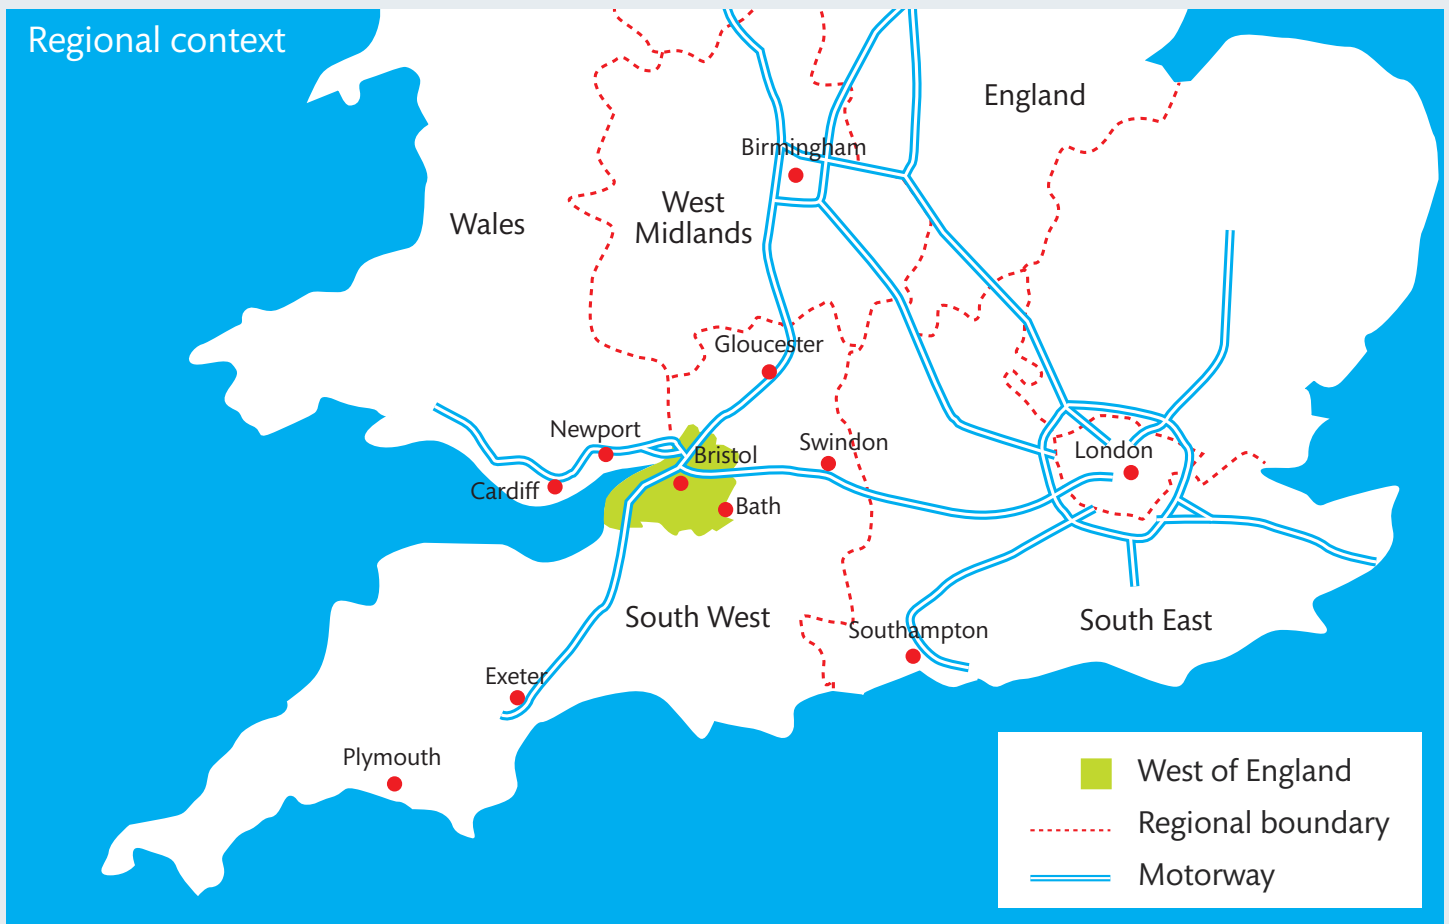 Regional context
England
Birmingham
West
Midlands
Wales
Gloucester
Newport
Swindon
Bristol
London
Cardiff
Bath
South West
Southampton
South East
Exeter
Plymouth
West of England
Regional boundary
Motorway